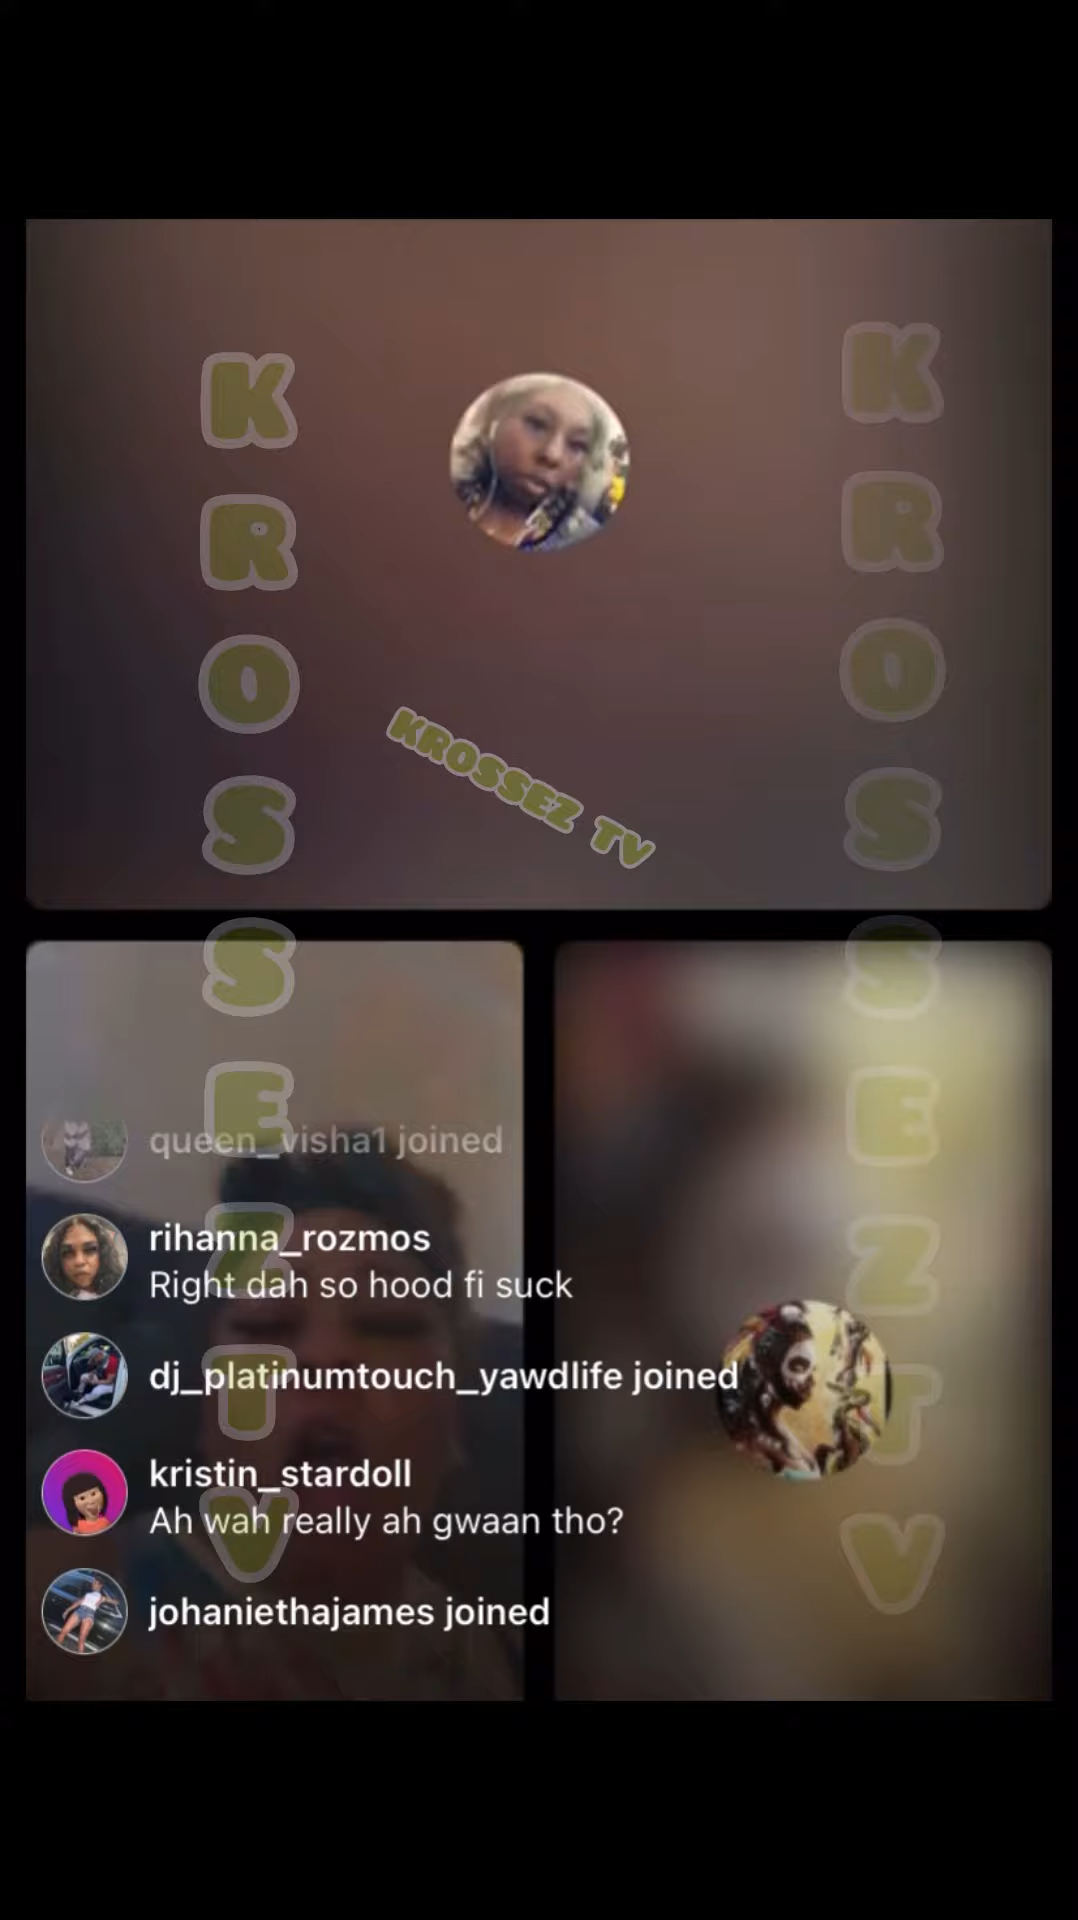 KROSSEZ TV
KROSSEZ TV
KROSSEZ TV
queen_visha1 joined
rihanna_rozmos
Right dah so hood fi suck
dj_platinumtouch_yawdlife joined
kristin_stardoll
Ah wah really ah gwaan tho?
johaniethajames joined